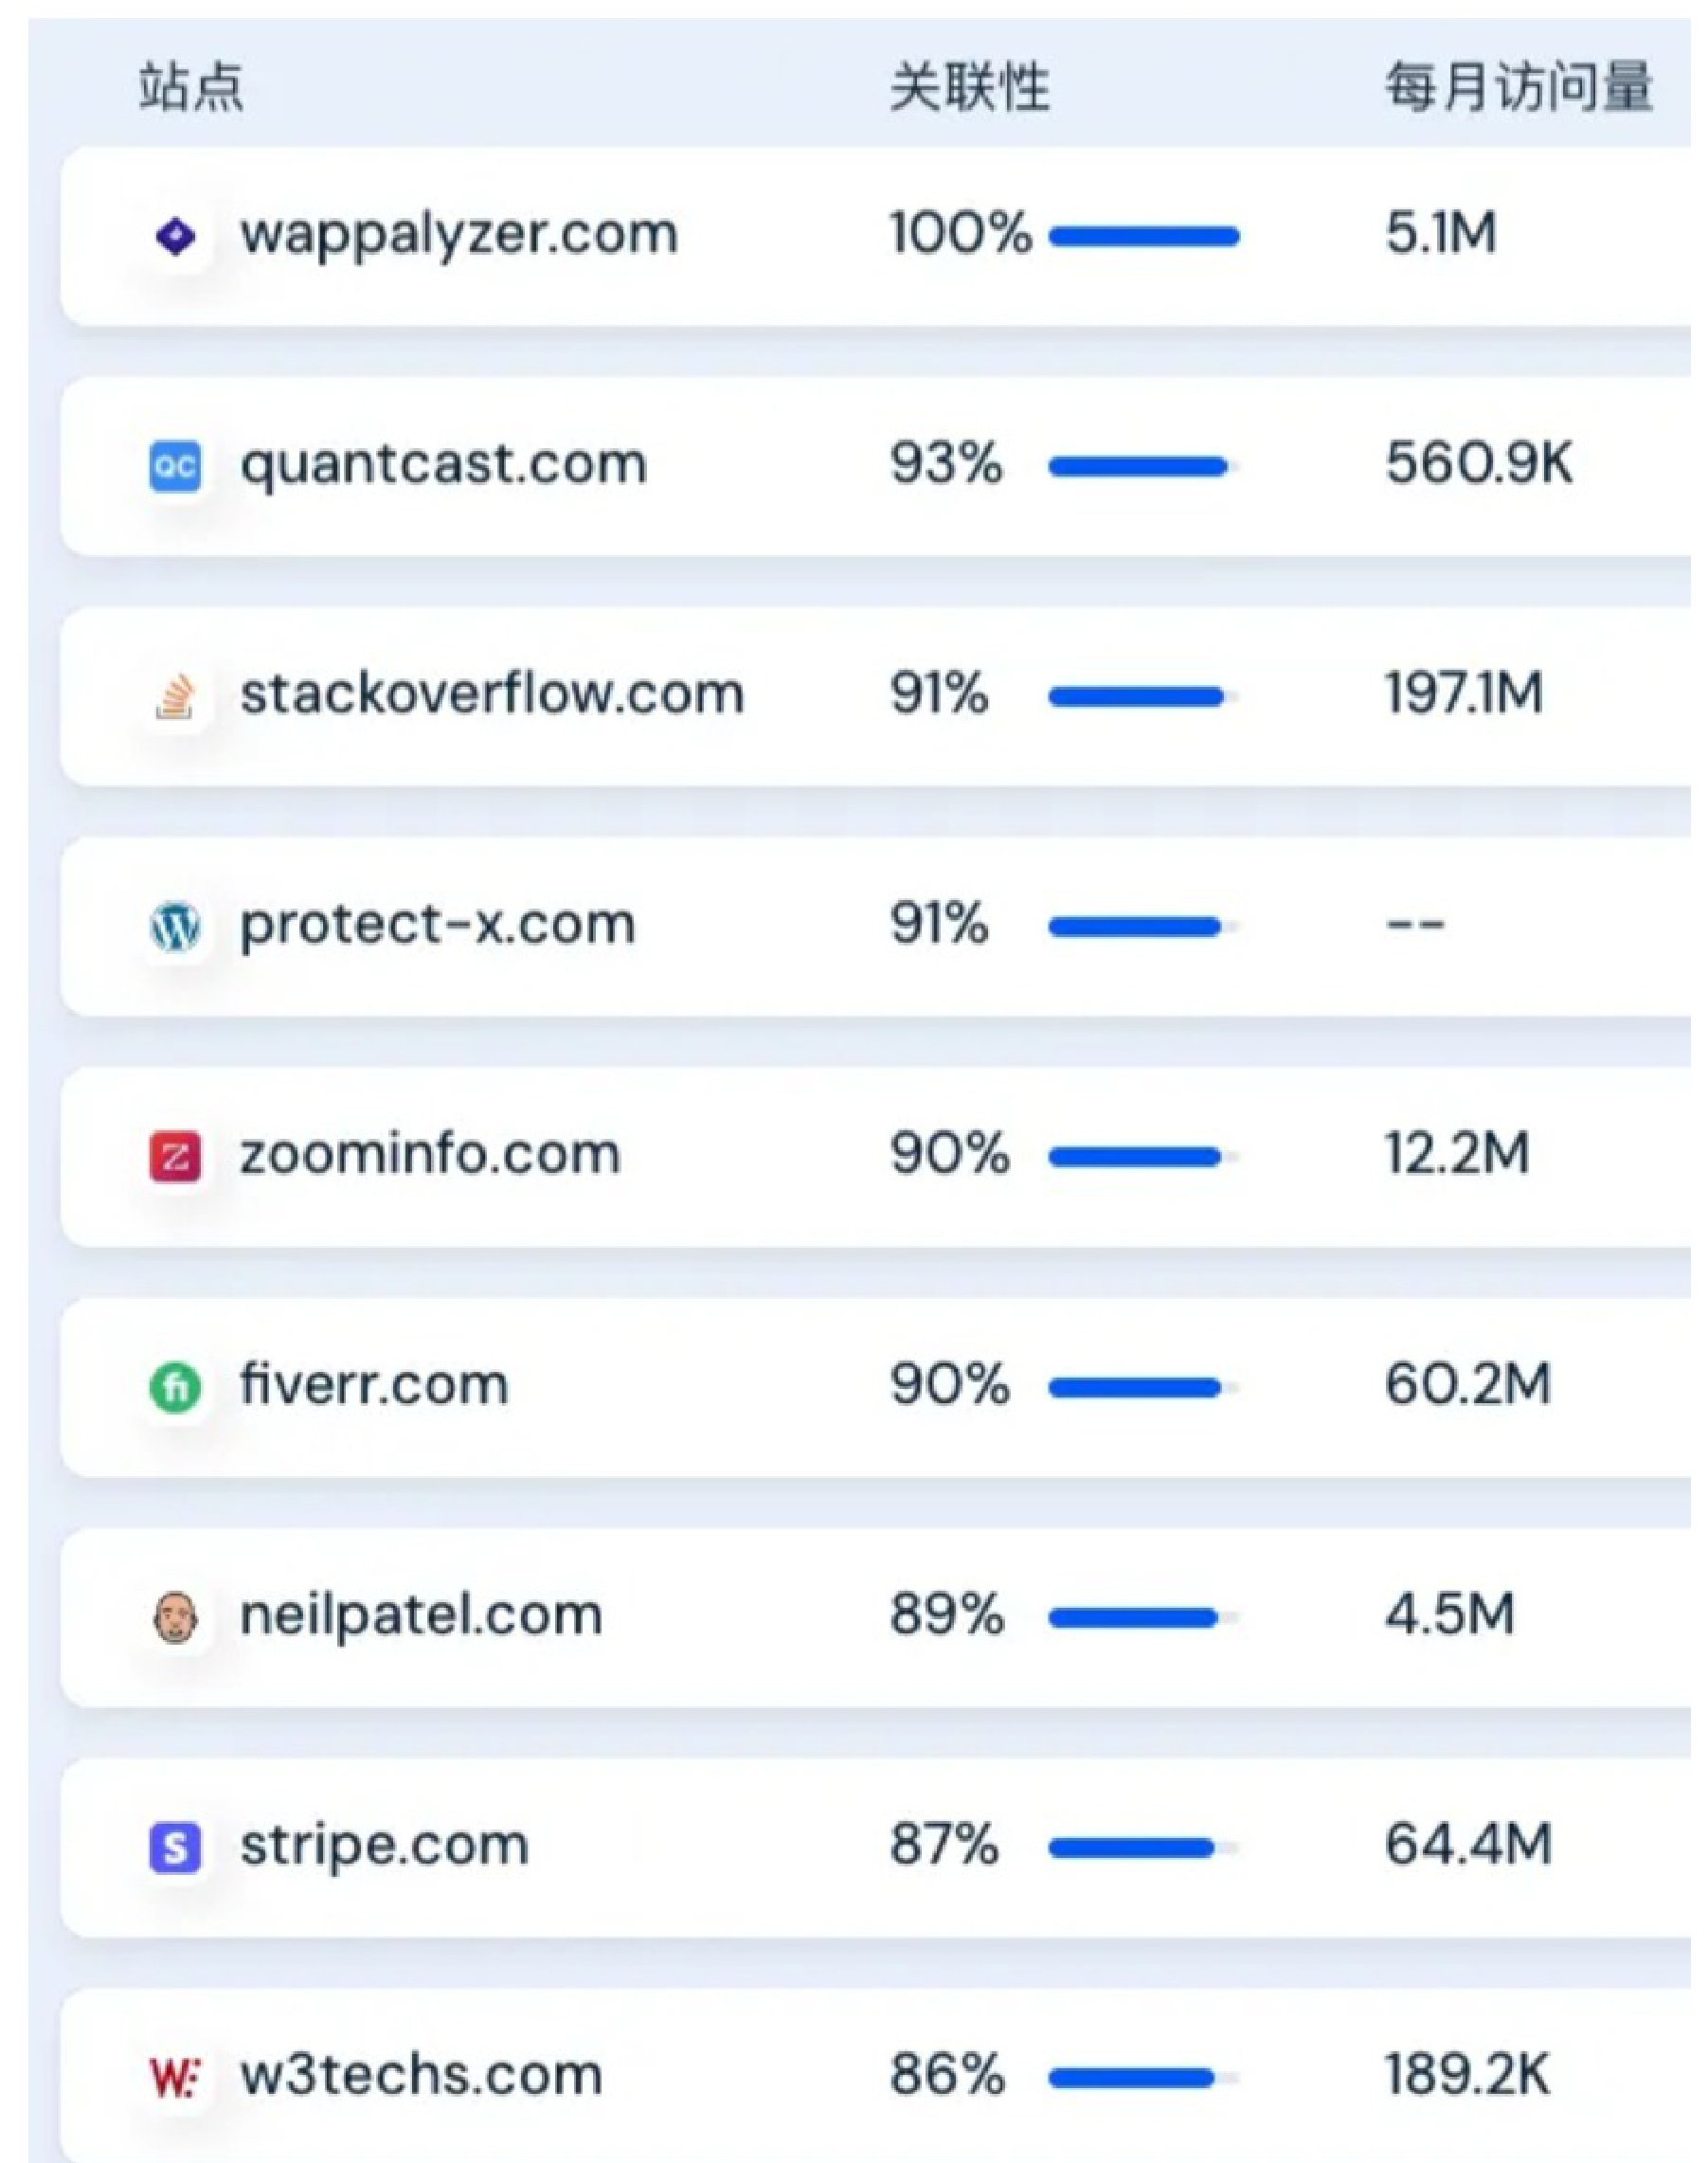 站点 关联性 每月访问量
wappalyzer.com 100% 5.1M
QC quantcast.com 93% 560.9K
stackoverflow.com 91% 197.1M
W protect-x.com 91% --
Z zoominfo.com 90% 12.2M
fi fiverr.com 90% 60.2M
neilpatel.com 89% 4.5M
S stripe.com 87% 64.4M
W: w3techs.com 86% 189.2K